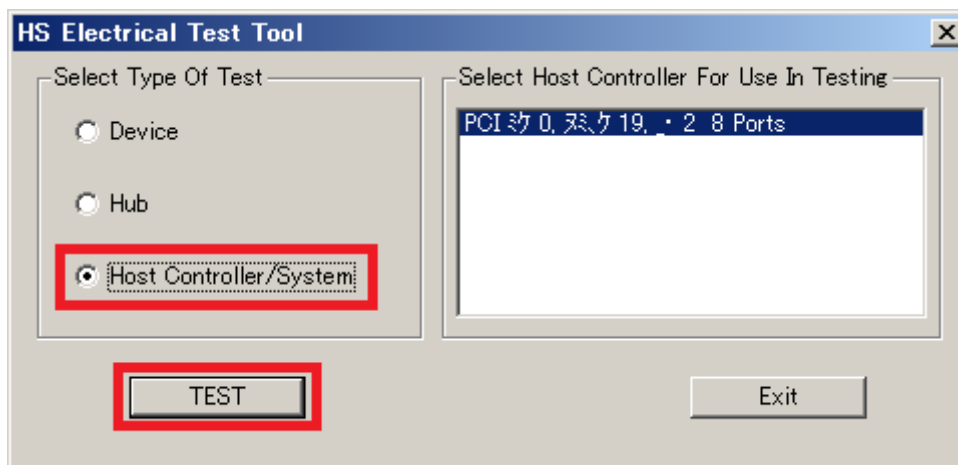 HS Electrical Test Tool
Select Type Of Test
Device
Hub
Host Controller/System
TEST
Select Host Controller For Use In Testing
PCI ﾐｹ 0, ﾇﾐ､ｹ 19, _･ 2 8 Ports
Exit